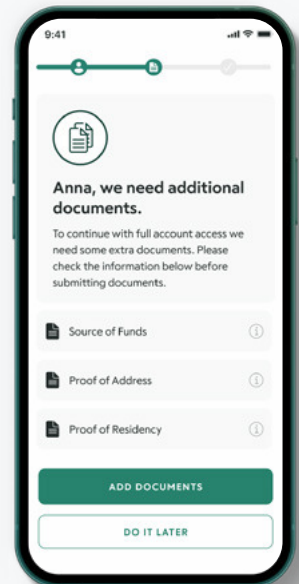 9:41
Anna, we need additional
documents.
To continue with full account access we
need some extra documents. Please
check the information below before
submitting documents.
Source of Funds
Proof of Address
Proof of Residency
ADD DOCUMENTS
DO IT LATER